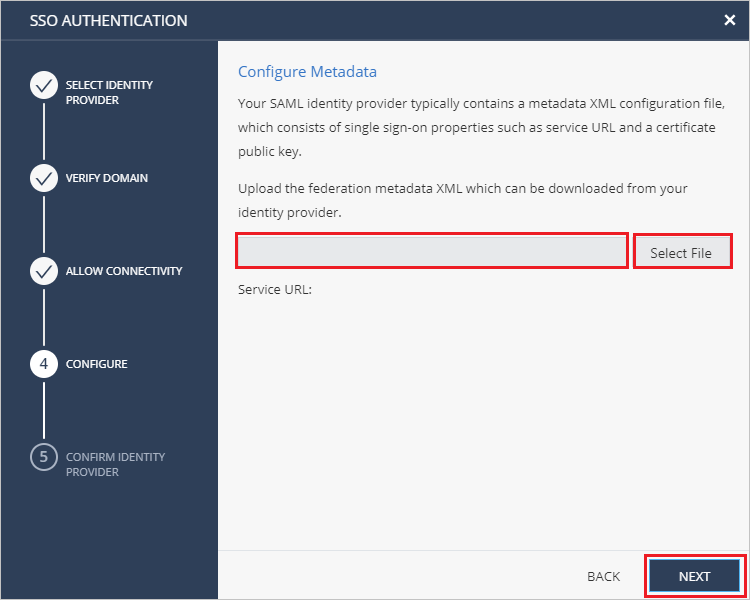 SSO AUTHENTICATION
SELECT IDENTITY
PROVIDER
VERIFY DOMAIN
ALLOW CONNECTIVITY
4 CONFIGURE
5 CONFIRM IDENTITY
PROVIDER
Configure Metadata
Your SAML identity provider typically contains a metadata XML configuration file,
which consists of single sign-on properties such as service URL and a certificate
public key.
Upload the federation metadata XML which can be downloaded from your
identity provider.
Select File
Service URL:
BACK NEXT